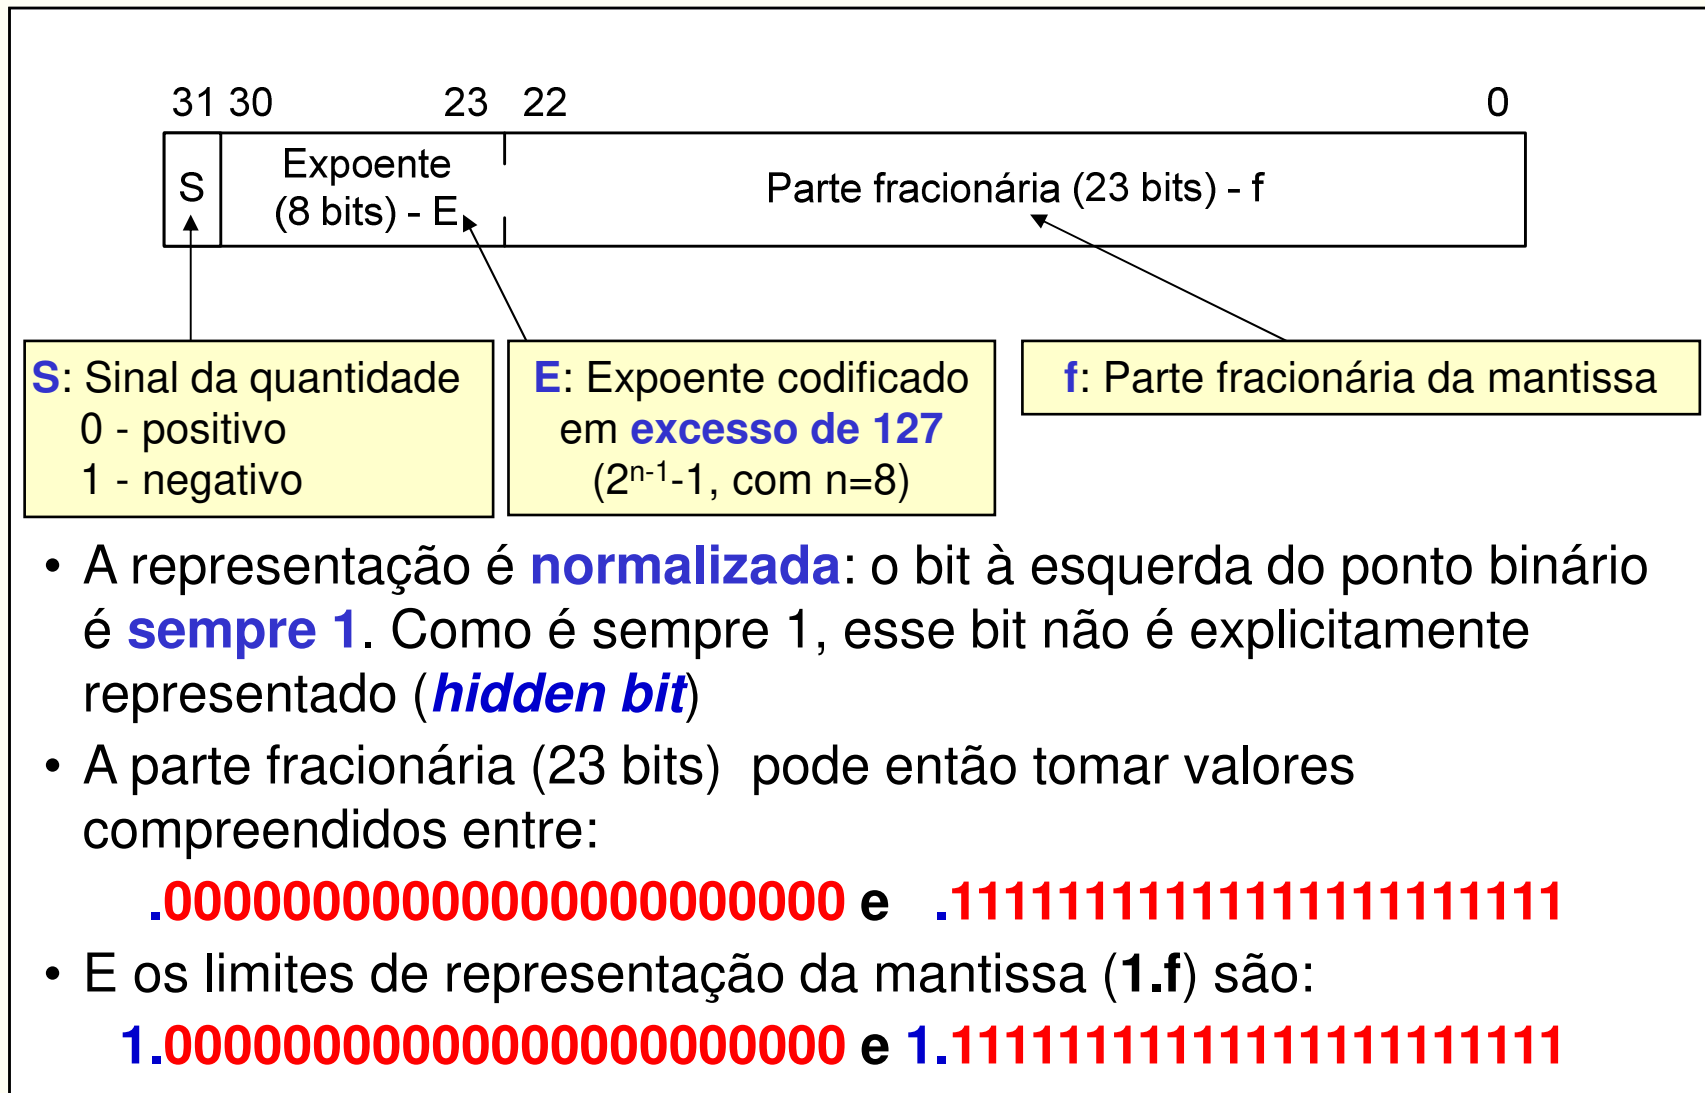 31 30 23 22 0
S
Expoente
(8 bits) - E
Parte fracionária (23 bits) - f
S: Sinal da quantidade
0 - positivo
1 - negativo
E: Expoente codificado
em excesso de 127
(2ⁿ⁻¹-1, com n=8)
f: Parte fracionária da mantissa
• A representação é normalizada: o bit à esquerda do ponto binário
é sempre 1. Como é sempre 1, esse bit não é explicitamente
representado (hidden bit)
• A parte fracionária (23 bits) pode então tomar valores
compreendidos entre:
.00000000000000000000000 e .11111111111111111111111
• E os limites de representação da mantissa (1.f) são:
1.00000000000000000000000 e 1.11111111111111111111111